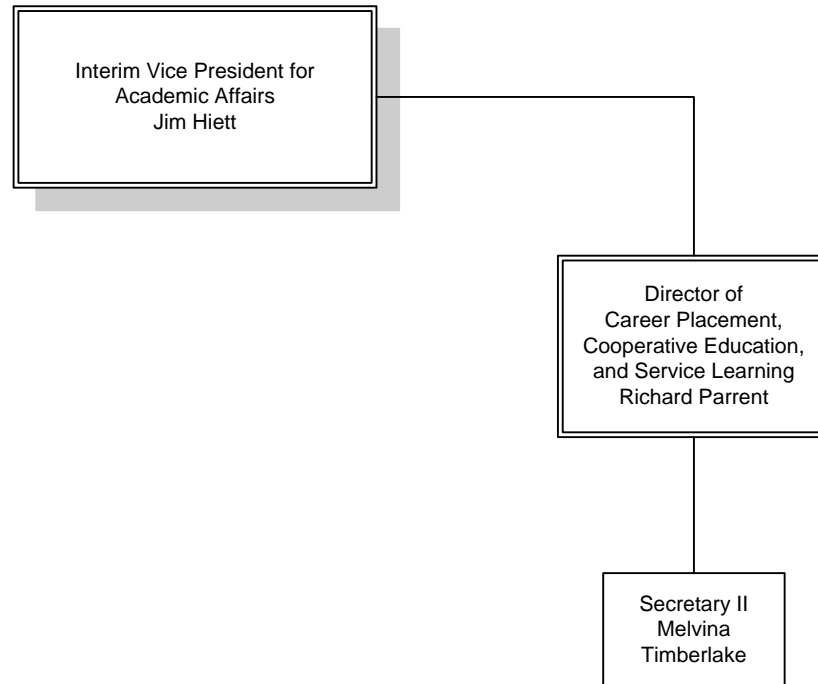 Interim Vice President for
Academic Affairs
Jim Hiett
Director of
Career Placement,
Cooperative Education,
and Service Learning
Richard Parrent
Secretary II
Melvina
Timberlake